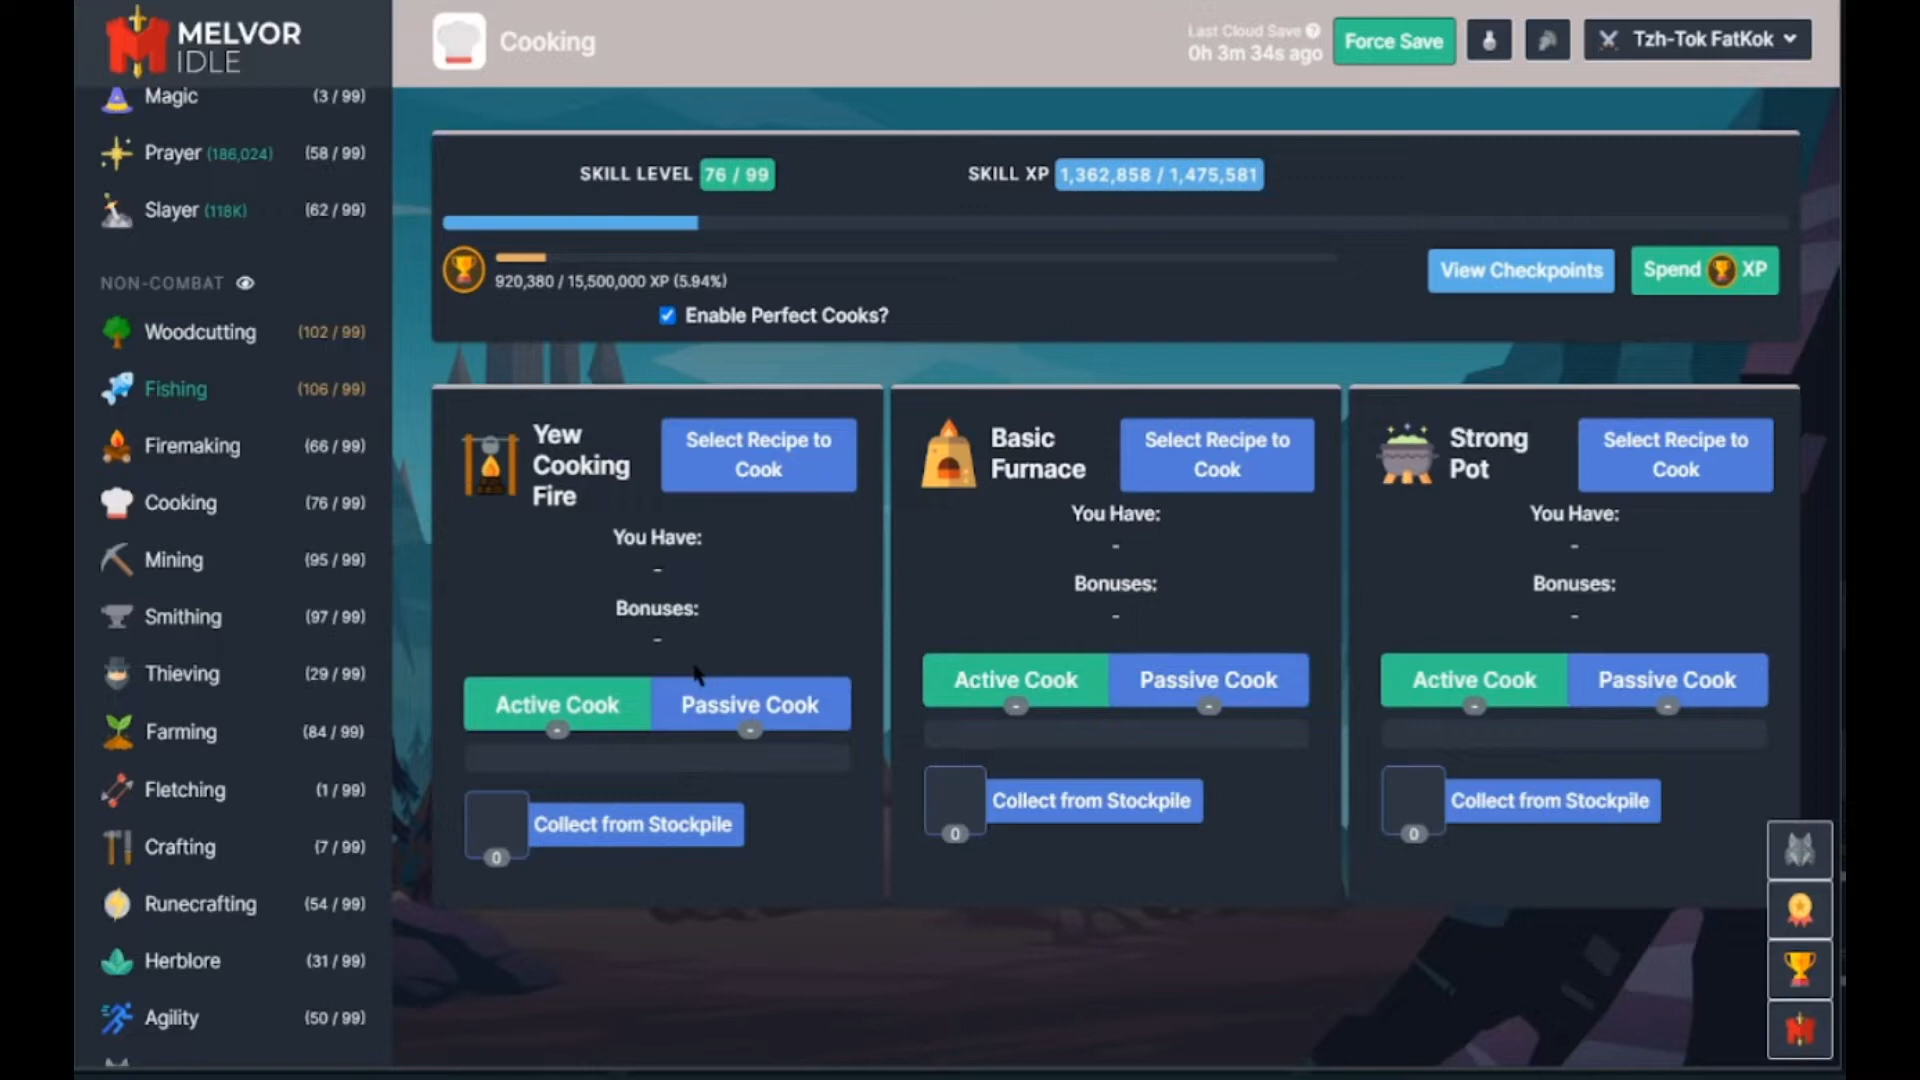 MELVOR
IDLE
Cooking
Last Cloud Save
0h 3m 34s ago
Force Save
Tzh-Tok FatKok
Magic (3 / 99)
Prayer (186,024) (58 / 99)
Slayer (118K) (62 / 99)
NON-COMBAT
Woodcutting (102 / 99)
Fishing (106 / 99)
Firemaking (66 / 99)
Cooking (76 / 99)
Mining (95 / 99)
Smithing (97 / 99)
Thieving (29 / 99)
Farming (84 / 99)
Fletching (1 / 99)
Crafting (7 / 99)
Runecrafting (54 / 99)
Herblore (31 / 99)
Agility (50 / 99)
SKILL LEVEL 76 / 99
SKILL XP 1,362,858 / 1,475,581
920,380 / 15,500,000 XP (5.94%)
View Checkpoints
Spend XP
Enable Perfect Cooks?
Yew
Cooking
Fire
Select Recipe to
Cook
You Have:
-
Bonuses:
-
Active Cook
-
Passive Cook
-
0
Collect from Stockpile
Basic
Furnace
Select Recipe to
Cook
You Have:
-
Bonuses:
-
Active Cook
-
Passive Cook
-
0
Collect from Stockpile
Strong
Pot
Select Recipe to
Cook
You Have:
-
Bonuses:
-
Active Cook
-
Passive Cook
-
0
Collect from Stockpile